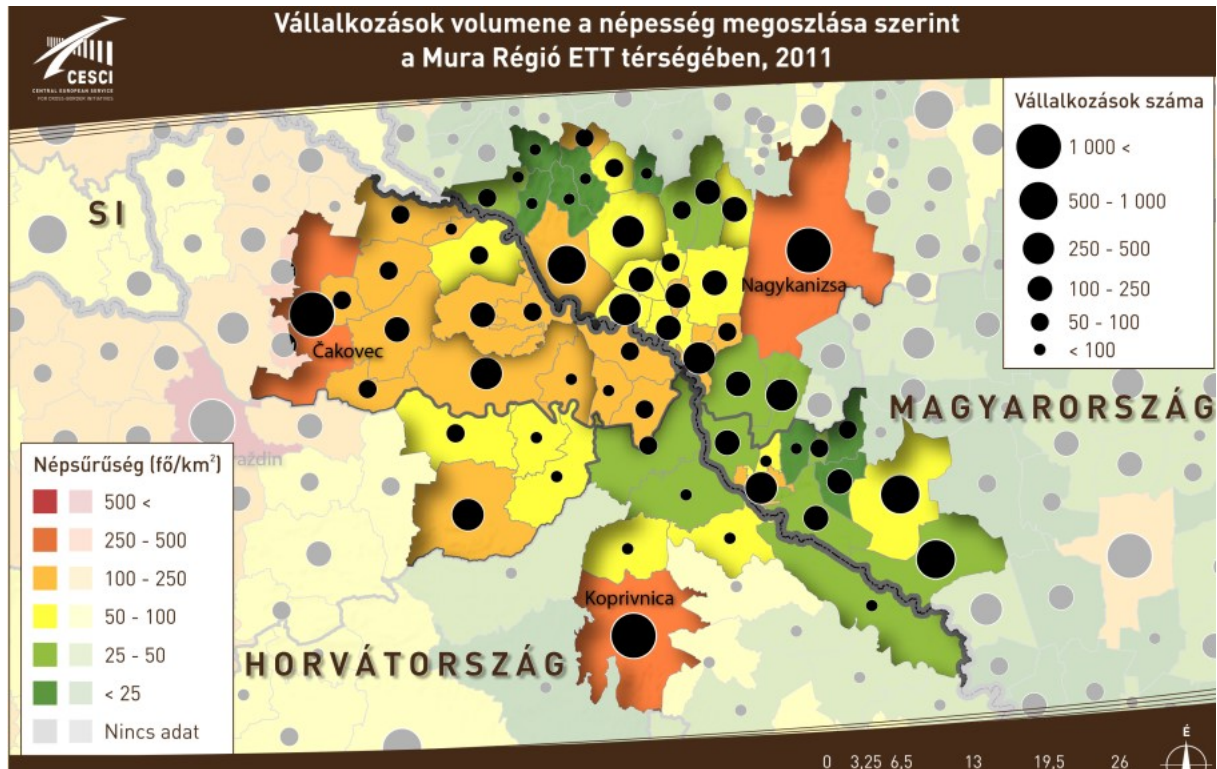 Vállalkozások volumene a népesség megoszlása szerint
a Mura Régió ETT térségében, 2011
CESCI
CENTRAL EUROPEAN SERVICE
FOR CROSS-BORDER INITIATIVES
Vállalkozások száma
1 000 <
500 - 1 000
250 - 500
100 - 250
50 - 100
< 100
SI
Nagykanizsa
Čakovec
MAGYARORSZÁG
Népsűrűség (fő/km²)
500 <
250 - 500
100 - 250
50 - 100
25 - 50
< 25
Nincs adat
Koprivnica
HORVÁTORSZÁG
É
0 3,25 6,5 13 19,5 26